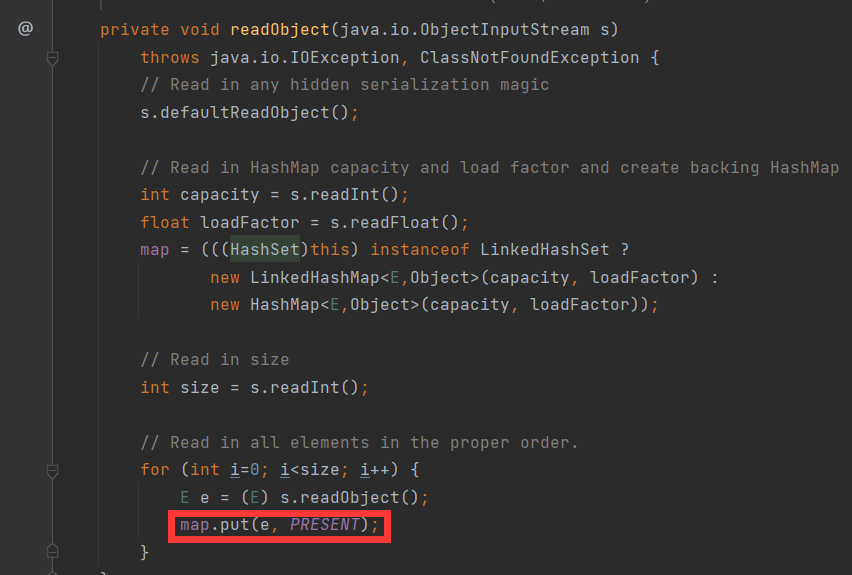 @
private void readObject(java.io.ObjectInputStream s)
throws java.io.IOException, ClassNotFoundException {
// Read in any hidden serialization magic
s.defaultReadObject();
// Read in HashMap capacity and load factor and create backing HashMap
int capacity = s.readInt();
float loadFactor = s.readFloat();
map = (((HashSet)this) instanceof LinkedHashSet ?
new LinkedHashMap<E,Object>(capacity, loadFactor) :
new HashMap<E,Object>(capacity, loadFactor));
// Read in size
int size = s.readInt();
// Read in all elements in the proper order.
for (int i=0; i<size; i++) {
E e = (E) s.readObject();
map.put(e, PRESENT);
}